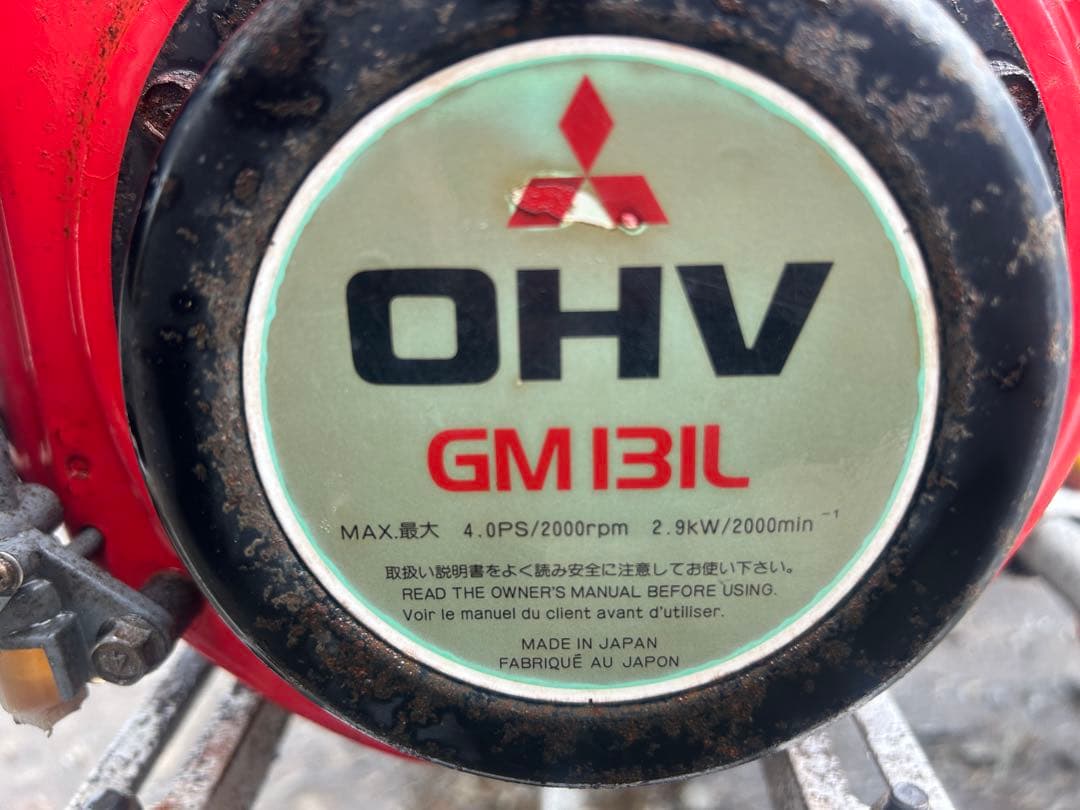 OHV
GM131L
MAX.最大 4.0PS/2000rpm 2.9kW/2000min⁻¹
取扱い説明書をよく読み安全に注意してお使い下さい。
READ THE OWNER'S MANUAL BEFORE USING.
Voir le manuel du client avant d'utiliser.
MADE IN JAPAN
FABRIQUÉ AU JAPON